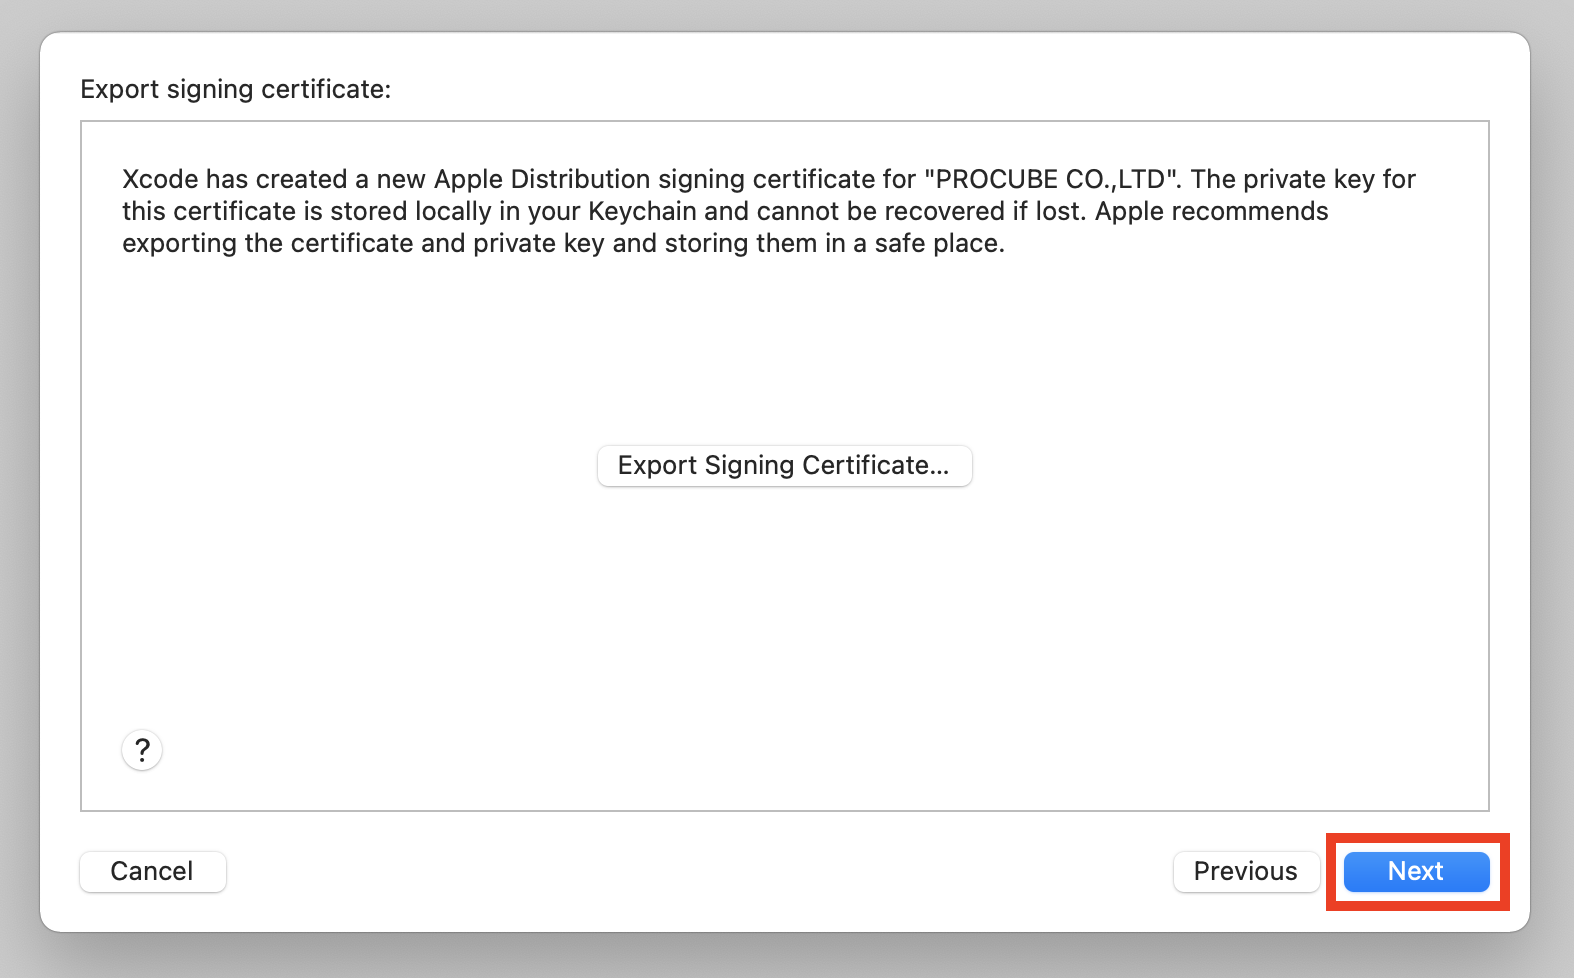 Export signing certificate:
Xcode has created a new Apple Distribution signing certificate for "PROCUBE CO.,LTD". The private key for
this certificate is stored locally in your Keychain and cannot be recovered if lost. Apple recommends
exporting the certificate and private key and storing them in a safe place.
Export Signing Certificate...
?
Cancel
Previous
Next